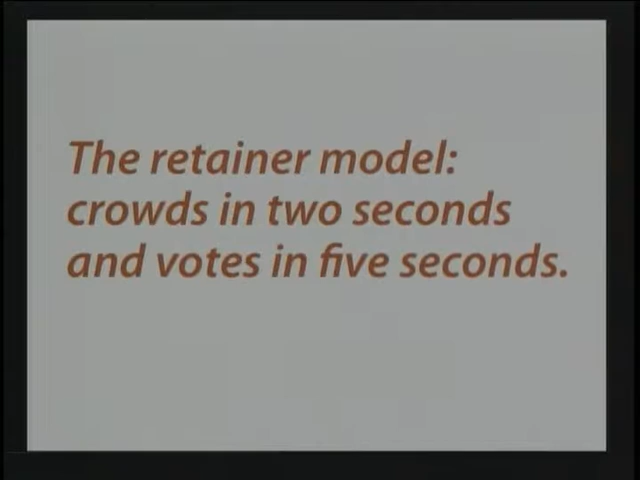 The retainer model:
crowds in two seconds
and votes in five seconds.